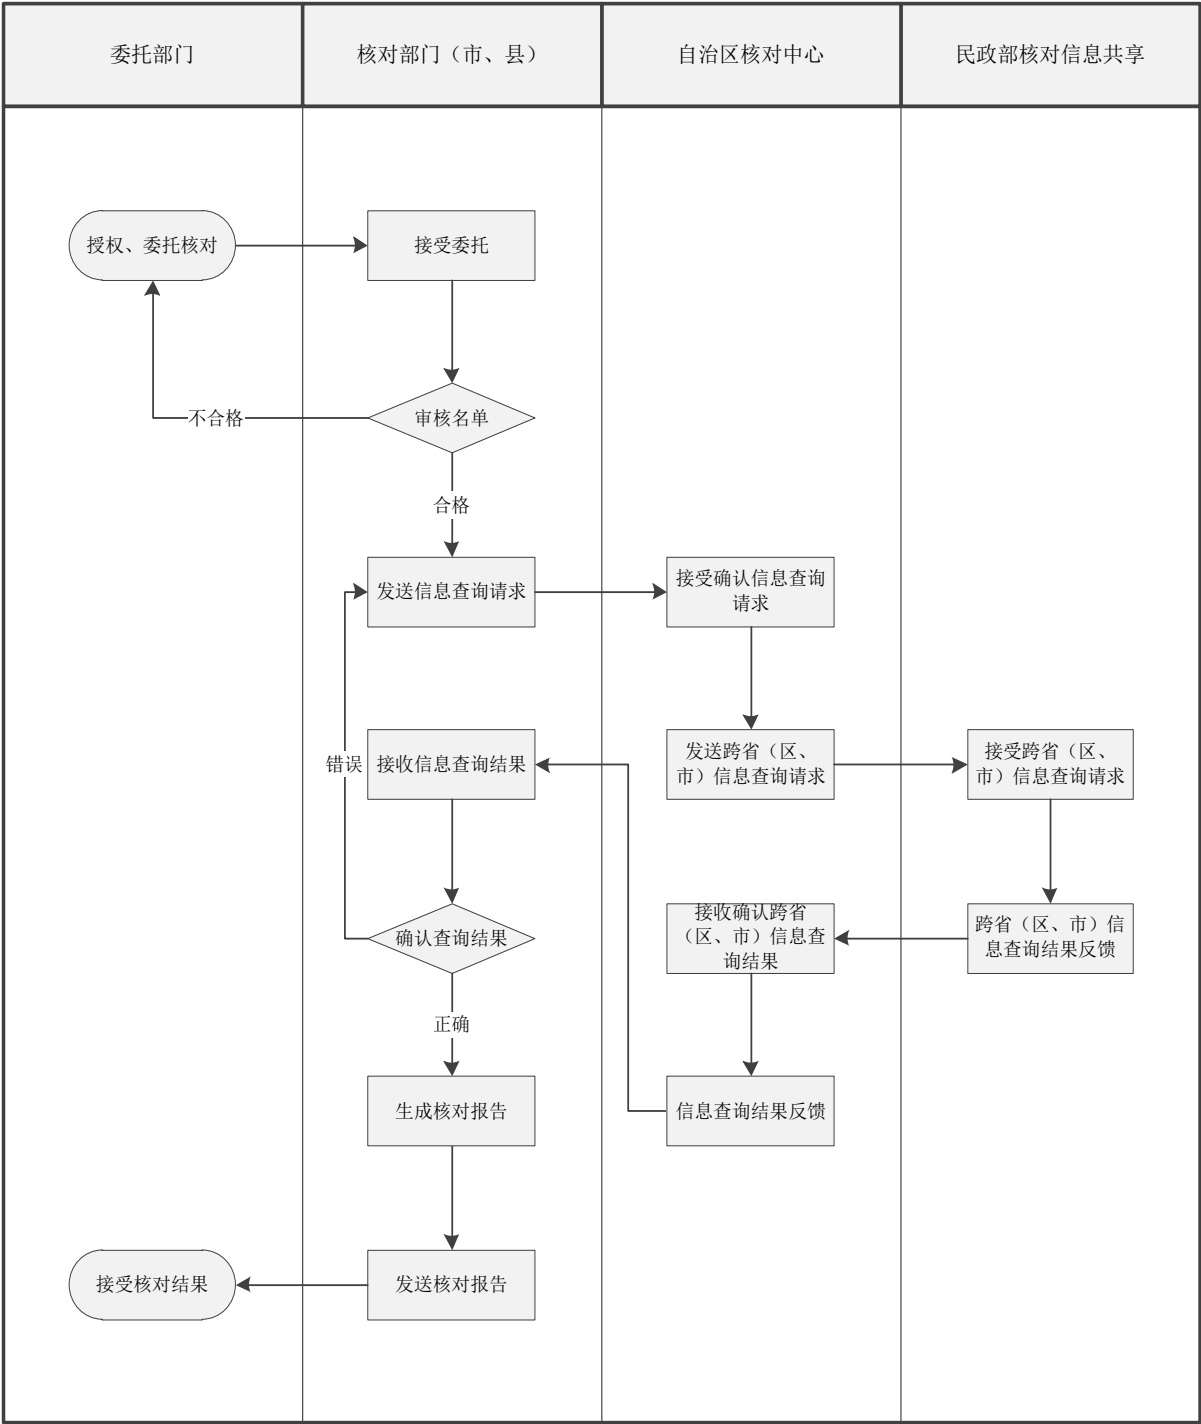 委托部门
核对部门（市、县）
自治区核对中心
民政部核对信息共享
授权、委托核对
接受委托
不合格
审核名单
合格
发送信息查询请求
接受确认信息查询
请求
错误
接收信息查询结果
发送跨省（区、
市）信息查询请求
接受跨省（区、
市）信息查询请求
确认查询结果
接收确认跨省
（区、市）信息查
询结果
跨省（区、市）信
息查询结果反馈
正确
生成核对报告
信息查询结果反馈
接受核对结果
发送核对报告